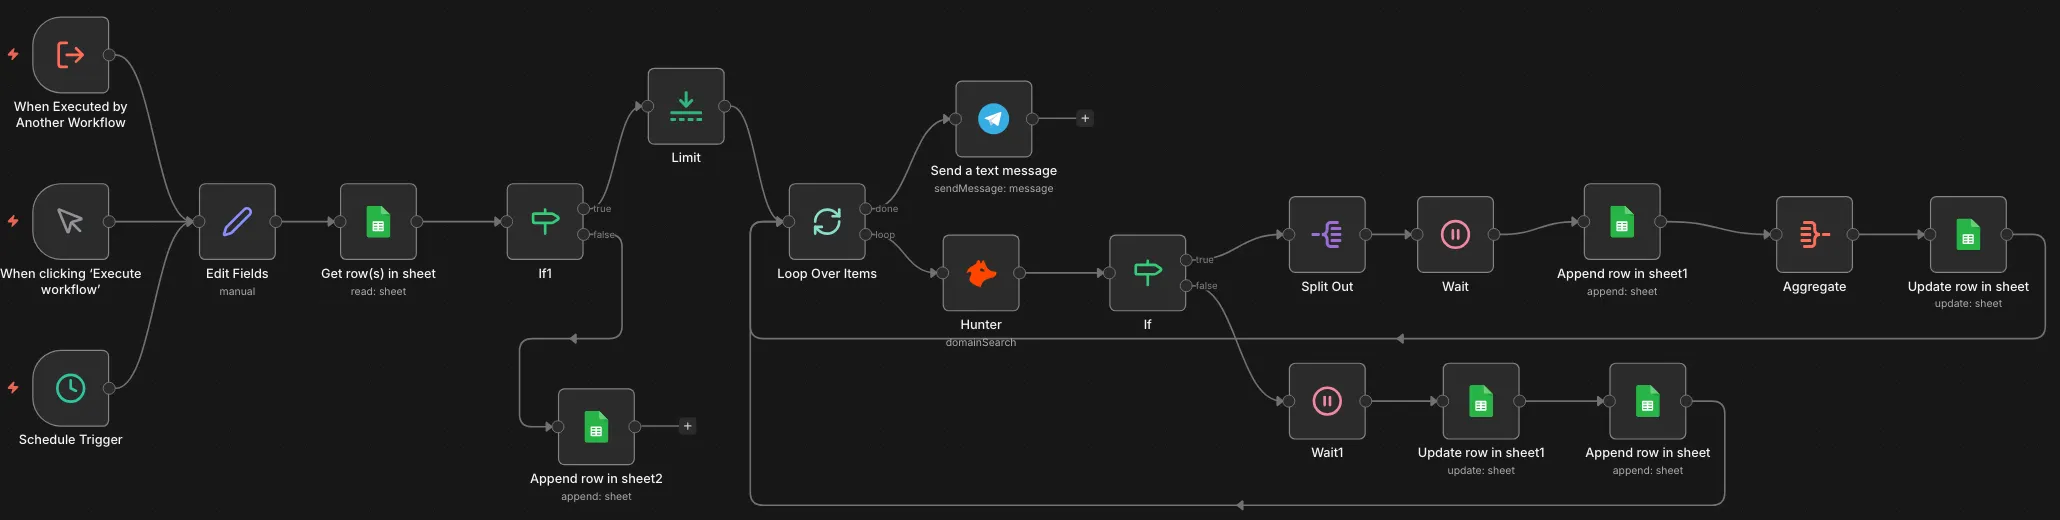 When Executed by
Another Workflow
When clicking ‘Execute
workflow’
Schedule Trigger
Edit Fields
manual
Get row(s) in sheet
read: sheet
If1
true
false
Append row in sheet2
append: sheet
Limit
Loop Over Items
done
loop
Send a text message
sendMessage: message
Hunter
domainSearch
If
true
false
Split Out
Wait
Append row in sheet1
append: sheet
Aggregate
Update row in sheet
update: sheet
Wait1
Update row in sheet1
update: sheet
Append row in sheet
append: sheet